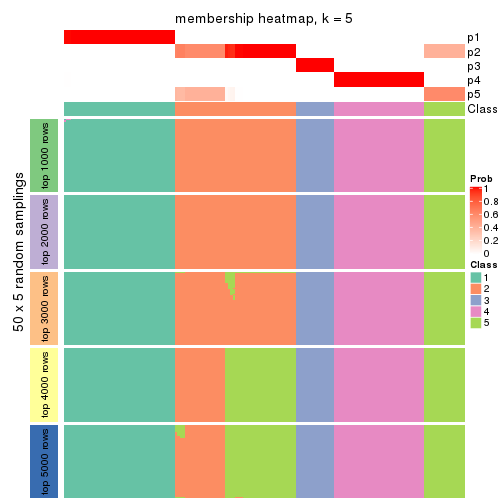 membership heatmap, k = 5
p1
p2
p3
p4
p5
Class
50 x 5 random samplings
top 1000 rows
top 2000 rows
top 3000 rows
top 4000 rows
top 5000 rows
Prob
1
0.8
0.6
0.4
0.2
0
Class
1
2
3
4
5